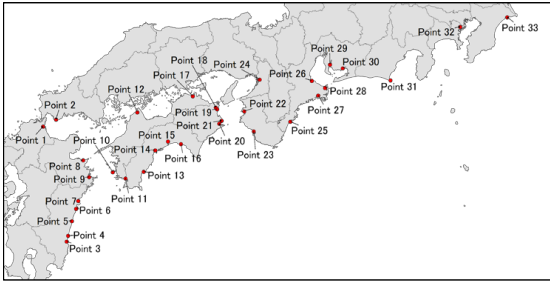 Point 33
Point 32
Point 29
Point 18
Point 30
Point 17
Point 24
Point 26
Point 31
Point 12
Point 28
Point 2
Point 27
Point 19
Point 22
Point 10
Point 21
Point 25
Point 1
Point 15
Point 20
Point 23
Point 14
Point 16
Point 8
Point 13
Point 9
Point 11
Point 7
Point 6
Point 5
Point 4
Point 3